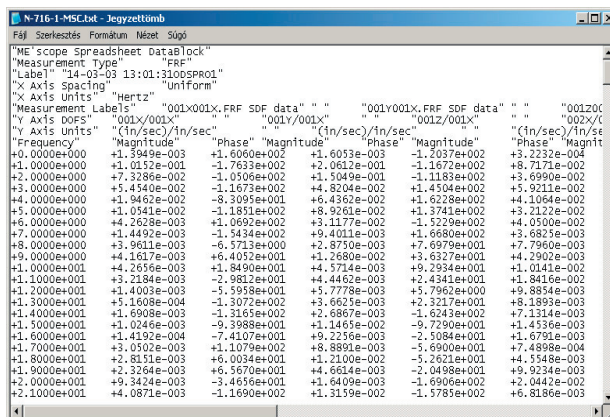 N-716-1-MSC.txt - Jegyzettömb
Fájl Szerkesztés Formátum Nézet Súgó
"ME'scope Spreadsheet DataBlock"
"Measurement Type" "FRF"
"Label" "14-03-03 13:01:31ODSPRO1"
"X Axis Spacing" "Uniform"
"X Axis Units" "Hertz"
"Measurement Labels" "001X001X.FRF SDF data" " " "001Y001X.FRF SDF data" " " "001Z00
"Y Axis DOFS" "001X/001X" " " "001Y/001X" " " "001Z/001X" " " "002X/0
"Y Axis Units" "(in/sec)/in/sec" " " "(in/sec)/in/sec" " " "(in/sec)/in/se
"Frequency" "Magnitude" "Phase" "Magnitude" "Phase" "Magnitude" "Phase" "Magnit
+0.0000e+000 +1.3949e-003 +1.6060e+002 +1.6053e-003 -1.2037e+002 +3.2232e-004
+1.0000e+000 +1.0152e-001 -1.7633e+002 +2.0612e-001 -1.1672e+002 +8.7171e-002
+2.0000e+000 +7.3286e-002 -1.0506e+002 +1.5049e-001 -1.1183e+002 +3.6990e-002
+3.0000e+000 +5.4540e-002 -1.1673e+002 +4.8204e-002 +1.4504e+002 +5.9211e-002
+4.0000e+000 +1.9462e-002 -8.3095e+001 +6.4362e-002 +1.6228e+002 +4.1064e-002
+5.0000e+000 +1.0541e-002 -1.1851e+002 +8.9261e-002 +1.3741e+002 +3.2122e-002
+6.0000e+000 +4.2628e-003 +1.0692e+002 +3.1177e-002 -1.5229e+002 +4.0500e-002
+7.0000e+000 +1.4492e-003 -1.5434e+002 +9.4011e-003 +1.6680e+002 +3.6825e-003
+8.0000e+000 +3.9611e-003 -6.5713e+000 +2.8750e-003 +7.6979e+001 +7.7960e-003
+9.0000e+000 +4.1617e-003 +6.4052e+001 +1.2680e-002 +3.6327e+001 +4.2902e-003
+1.0000e+001 +4.2656e-003 +1.8490e+001 +4.5714e-003 +9.2934e+001 +1.0141e-002
+1.1000e+001 +3.2184e-003 -2.9812e+001 +4.4462e-003 +2.4341e+001 +1.8416e-002
+1.2000e+001 +1.4003e-003 -5.5958e+001 +5.7778e-003 +5.7962e+000 +9.8854e-003
+1.3000e+001 +5.1608e-004 -1.3072e+002 +3.6625e-003 +2.3217e+001 +8.1893e-003
+1.4000e+001 +1.6908e-003 -1.3165e+002 +2.6867e-003 -1.6243e+002 +7.1314e-003
+1.5000e+001 +1.0246e-003 -9.3988e+001 +1.1465e-002 -9.7290e+001 +1.4536e-003
+1.6000e+001 +1.4192e-004 -7.4107e+001 +9.2256e-003 -2.5084e+001 +1.6791e-003
+1.7000e+001 +3.0502e-003 +1.1079e+002 +8.8891e-003 -5.6900e+001 +7.4898e-004
+1.8000e+001 +2.8151e-003 +6.0034e+001 +1.2100e-002 -5.2621e+001 +4.5548e-003
+1.9000e+001 +2.3264e-003 +6.5670e+001 +4.6614e-003 -2.0498e+001 +9.9234e-003
+2.0000e+001 +9.3424e-003 -3.4656e+001 +1.6409e-003 -1.6906e+002 +2.0442e-002
+2.1000e+001 +4.0871e-003 -1.1690e+002 +1.3159e-002 -1.5785e+002 +6.8186e-003